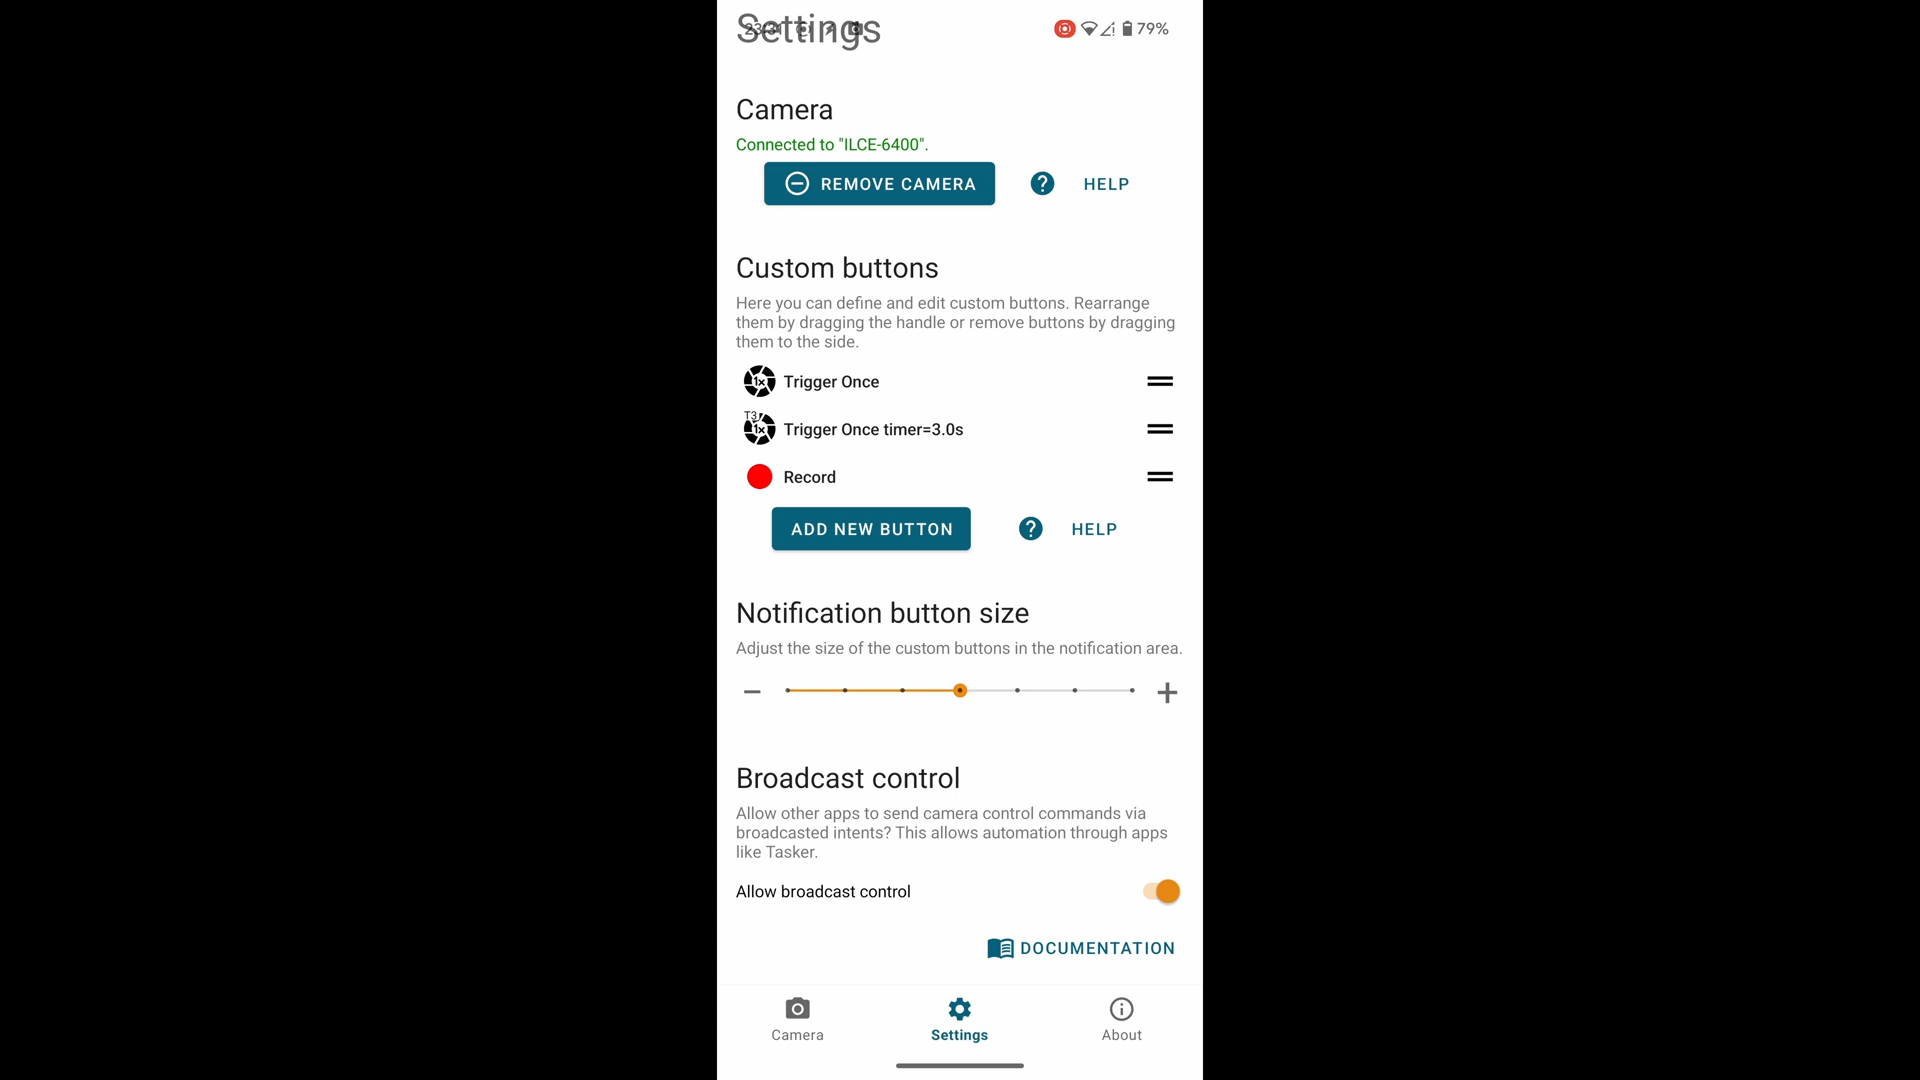 Settings
79%
Camera
Connected to "ILCE-6400".
REMOVE CAMERA
HELP
Custom buttons
Here you can define and edit custom buttons. Rearrange
them by dragging the handle or remove buttons by dragging
them to the side.
1x Trigger Once
T3 1x Trigger Once timer=3.0s
Record
ADD NEW BUTTON
HELP
Notification button size
Adjust the size of the custom buttons in the notification area.
Broadcast control
Allow other apps to send camera control commands via
broadcasted intents? This allows automation through apps
like Tasker.
Allow broadcast control
DOCUMENTATION
Camera
Settings
About